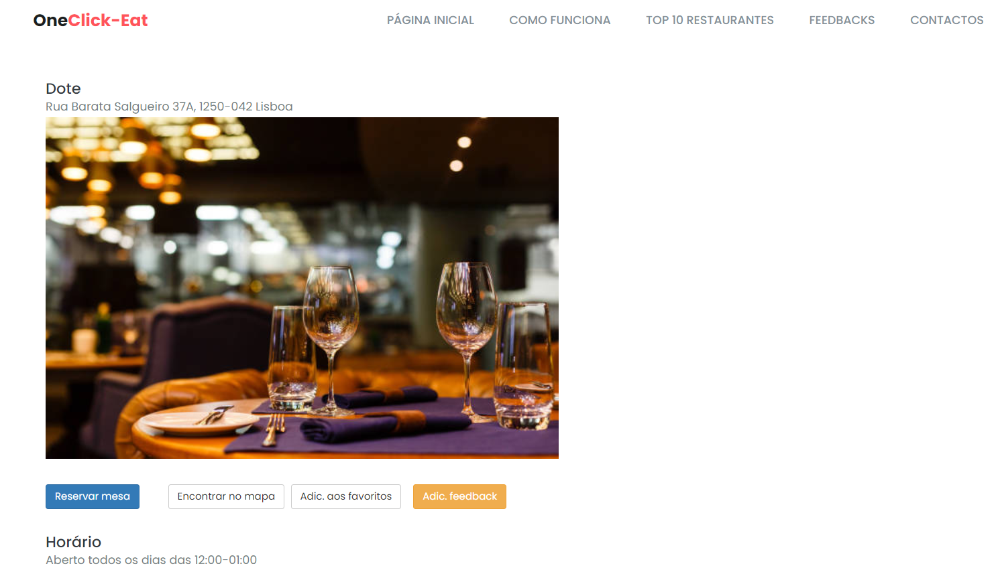 OneClick-Eat
PÁGINA INICIAL COMO FUNCIONA TOP 10 RESTAURANTES FEEDBACKS CONTACTOS
Dote
Rua Barata Salgueiro 37A, 1250-042 Lisboa
Reservar mesa Encontrar no mapa Adic. aos favoritos Adic. feedback
Horário
Aberto todos os dias das 12:00-01:00